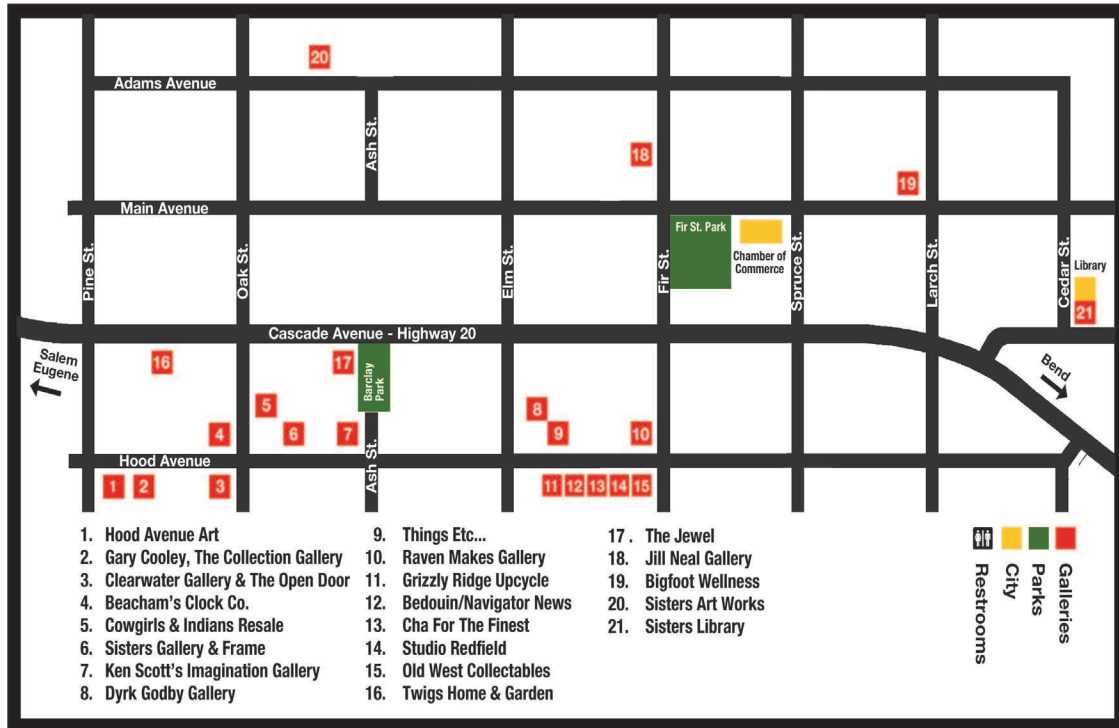 20
Adams Avenue
Ash St.
18
19
Main Avenue
Pine St.
Oak St.
Elm St.
Fir St.
Fir St. Park
Chamber of
Commerce
Spruce St.
Larch St.
Cedar St.
Library
21
Cascade Avenue - Highway 20
Salem
Eugene
16
17
Barclay
Park
Bend
5
8
4
6
7
9
10
Hood Avenue
Ash St.
1
2
3
11
12
13
14
15
1. Hood Avenue Art
2. Gary Cooley, The Collection Gallery
3. Clearwater Gallery & The Open Door
4. Beacham's Clock Co.
5. Cowgirls & Indians Resale
6. Sisters Gallery & Frame
7. Ken Scott's Imagination Gallery
8. Dyrk Godby Gallery
9. Things Etc...
10. Raven Makes Gallery
11. Grizzly Ridge Upcycle
12. Bedouin/Navigator News
13. Cha For The Finest
14. Studio Redfield
15. Old West Collectables
16. Twigs Home & Garden
17. The Jewel
18. Jill Neal Gallery
19. Bigfoot Wellness
20. Sisters Art Works
21. Sisters Library
Galleries
Parks
City
Restrooms